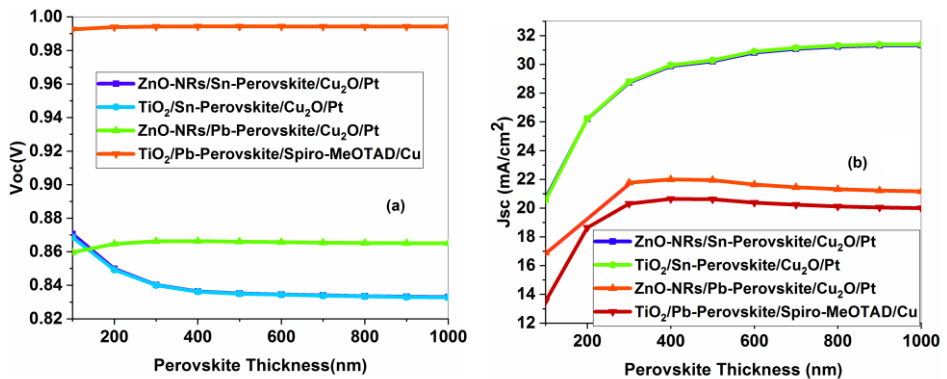 1.00
0.98
0.96
0.94
0.92
0.90
0.88
0.86
0.84
0.82
Voc(V)
ZnO-NRs/Sn-Perovskite/Cu₂O/Pt
TiO₂/Sn-Perovskite/Cu₂O/Pt
ZnO-NRs/Pb-Perovskite/Cu₂O/Pt
TiO₂/Pb-Perovskite/Spiro-MeOTAD/Cu
(a)
200 400 600 800 1000
Perovskite Thickness(nm)
32
30
28
26
24
22
20
18
16
14
12
Jsc (mA/cm²)
(b)
ZnO-NRs/Sn-Perovskite/Cu₂O/Pt
TiO₂/Sn-Perovskite/Cu₂O/Pt
ZnO-NRs/Pb-Perovskite/Cu₂O/Pt
TiO₂/Pb-Perovskite/Spiro-MeOTAD/Cu
200 400 600 800 1000
Perovskite Thickness (nm)